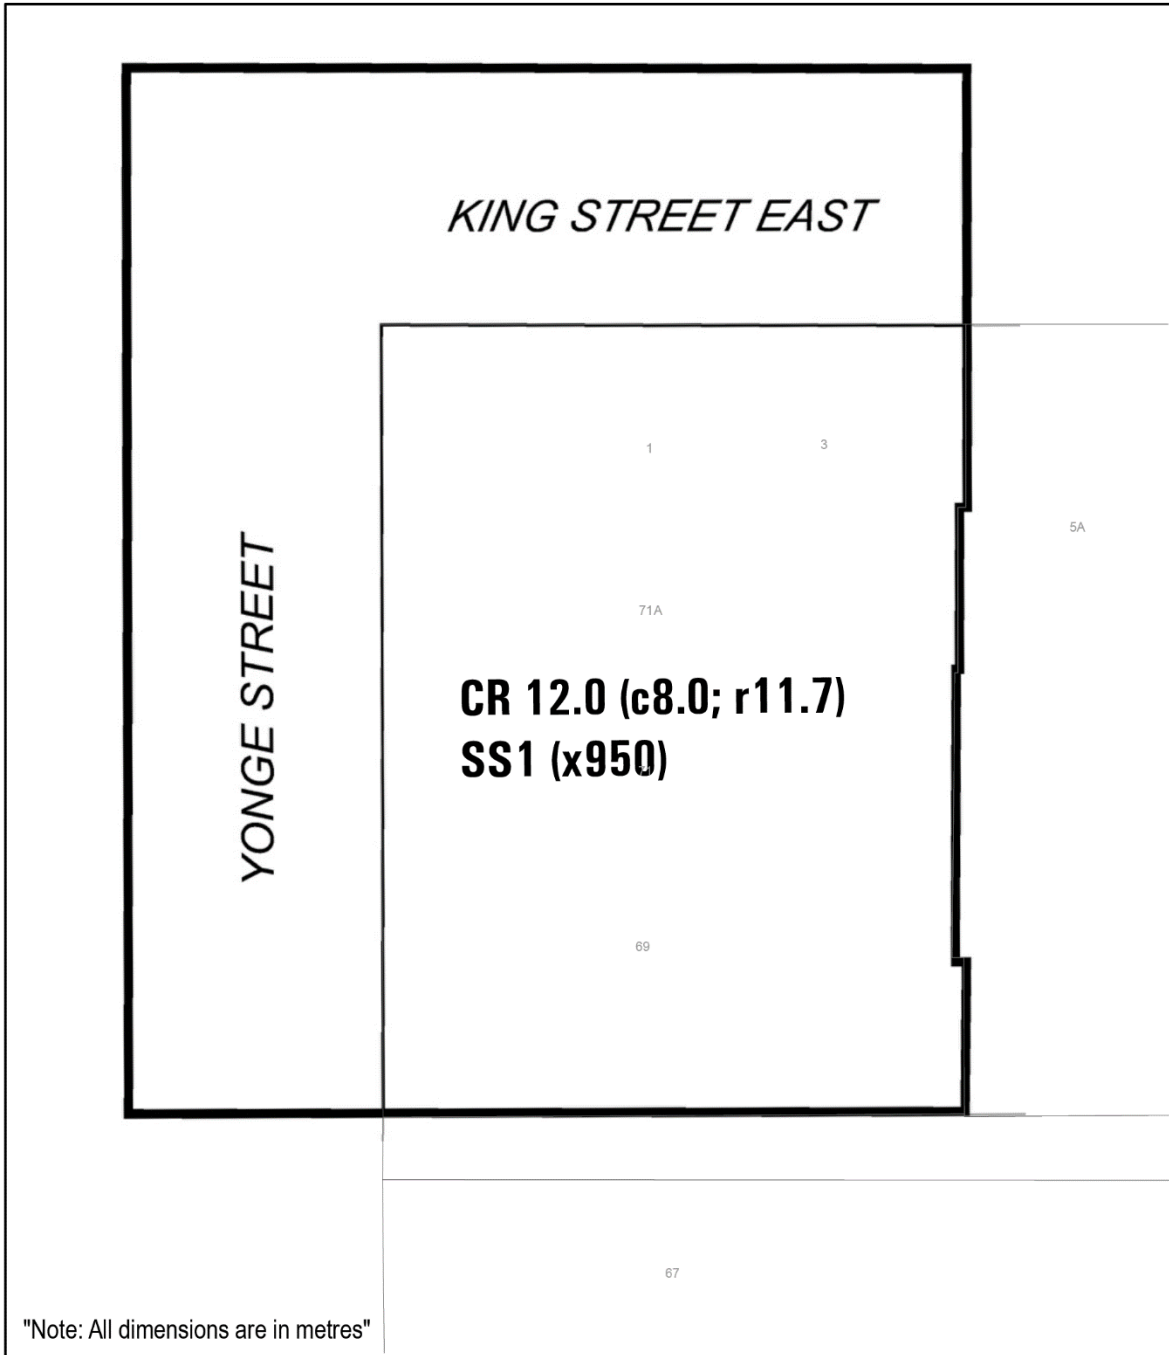 KING STREET EAST
1
3
5A
YONGE STREET
71A
CR 12.0 (c8.0; r11.7)
SS1 (x950)
71
69
67
"Note: All dimensions are in metres"